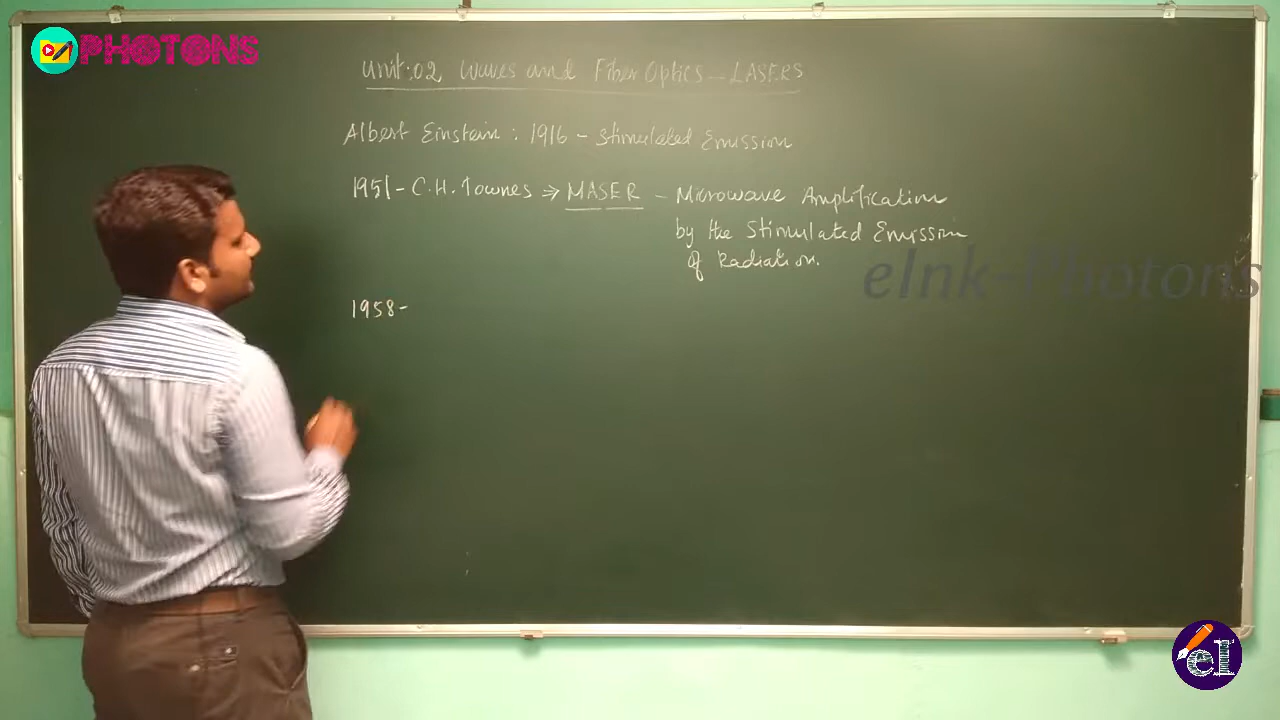 PHOTONS
Unit:02 Waves and Fiber Optics - LASERS
Albert Einstein : 1916 - Stimulated Emission
1951 - C.H. Townes ⇒ MASER - Microwave Amplification
by the Stimulated Emission
of Radiation.
eInk-Photons
1958 -
eI